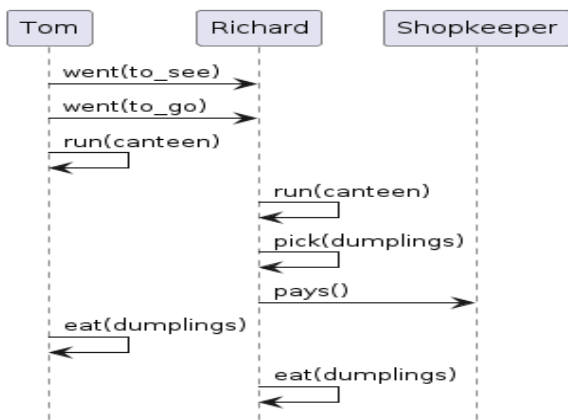 Tom Richard Shopkeeper
went(to_see)
went(to_go)
run(canteen)
run(canteen)
pick(dumplings)
pays()
eat(dumplings)
eat(dumplings)